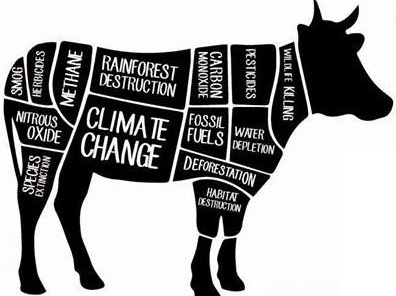 SMOG
HERBICIDES
METHANE
RAINFOREST
DESTRUCTION
CARBON
MONOXIDE
PESTICIDES
WILDLIFE KILLING
NITROUS
OXIDE
CLIMATE
CHANGE
FOSSIL
FUELS
WATER
DEPLETION
SPECIES
EXTINCTION
DEFORESTATION
HABITAT
DESTRUCTION